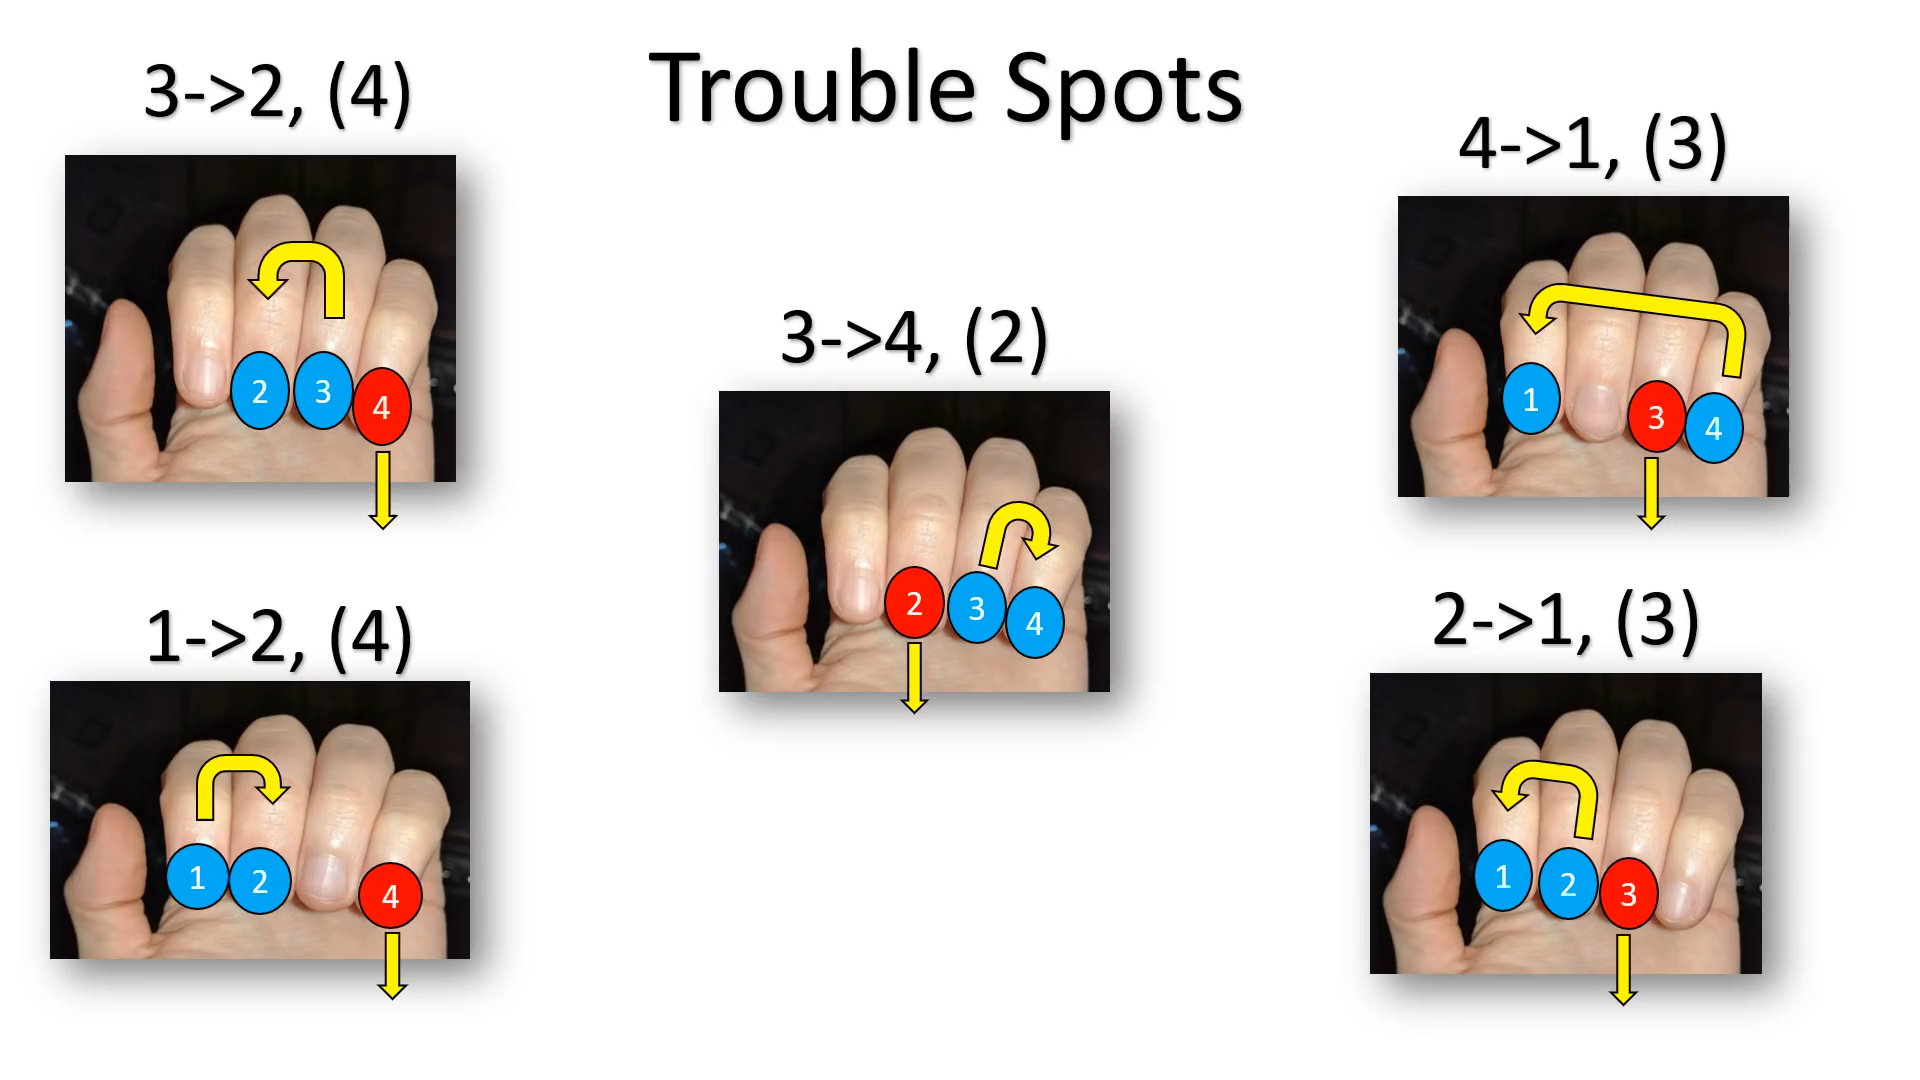 Trouble Spots
3->2, (4)
2 3 4
1->2, (4)
1 2 4
3->4, (2)
2 3 4
4->1, (3)
1 3 4
2->1, (3)
1 2 3